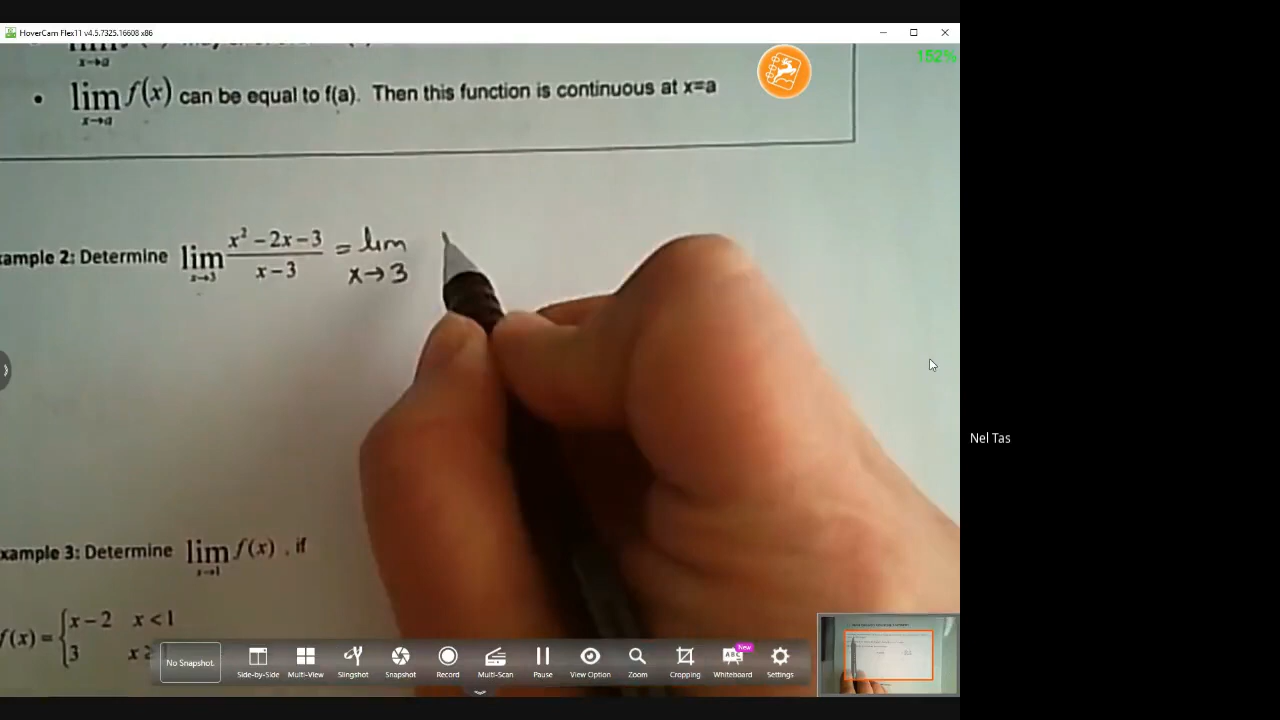 HoverCam Flex11 v4.5.7325.16608 x86
152%
x→a
• lim f(x) can be equal to f(a). Then this function is continuous at x=a
x→a
ample 2: Determine lim x² − 2x − 3 / x − 3 = lim
x→3 x→3
xample 3: Determine lim f(x) , if
x→1
f(x) = { x − 2 x < 1
3 x ≥
Nel Tas
No Snapshot.
Side-by-Side Multi-View Slingshot Snapshot Record Multi-Scan Pause View Option Zoom Cropping Whiteboard Settings
ABC New